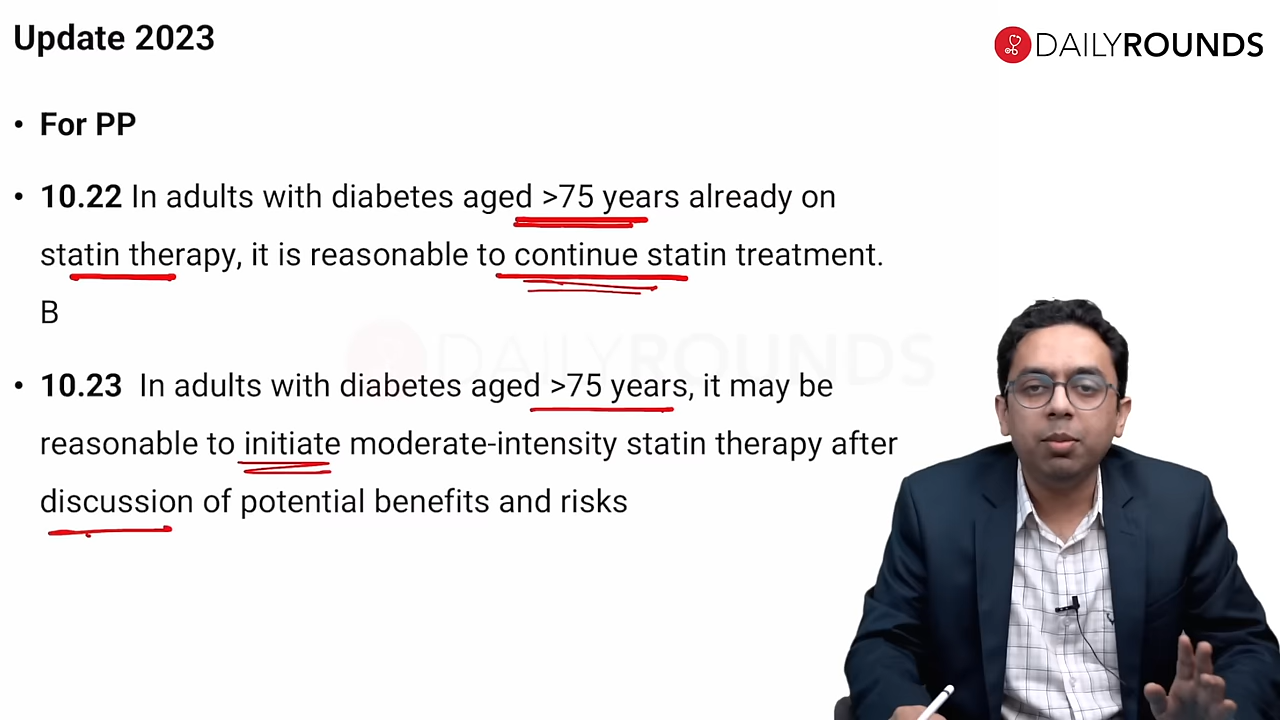 Update 2023
DAILYROUNDS
• For PP
• 10.22 In adults with diabetes aged >75 years already on
statin therapy, it is reasonable to continue statin treatment.
B
DAILYROUNDS
• 10.23 In adults with diabetes aged >75 years, it may be
reasonable to initiate moderate-intensity statin therapy after
discussion of potential benefits and risks